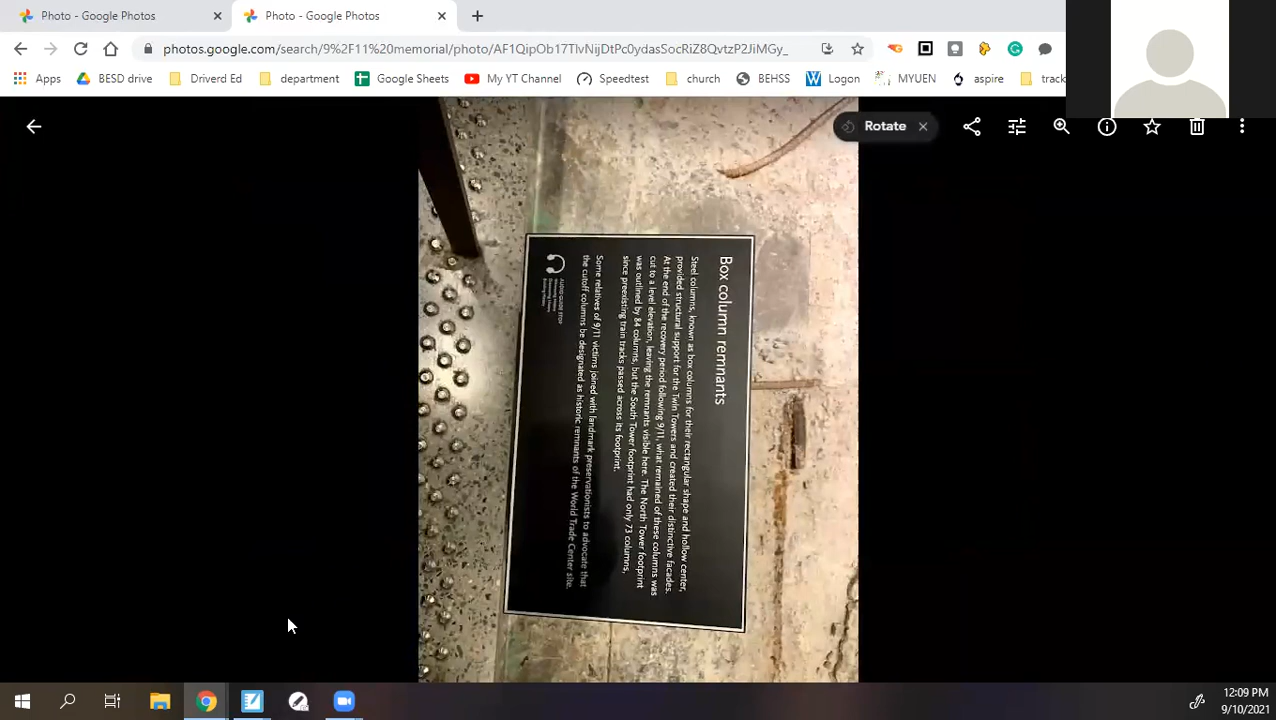 Photo - Google Photos
Photo - Google Photos
photos.google.com/search/9%2F11%20memorial/photo/AF1QipOb17TlvNijDtPc0ydasSocRiZ8QvtzP2JiMGy_
Apps BESD drive Driverd Ed department Google Sheets My YT Channel Speedtest church BEHSS Logon MYUEN aspire track
Rotate
Box column remnants
Steel columns, known as box columns for their rectangular shape and hollow center,
provided structural support for the Twin Towers and created their distinctive facades.
At the end of the recovery period following 9/11, what remained of these columns was
cut to a level elevation, leaving the remnants visible here. The North Tower footprint
was outlined by 84 columns, but the South Tower footprint had only 73 columns,
since preexisting train tracks passed across its footprint.
Some relatives of 9/11 victims joined with landmark preservationists to advocate that
the cutoff columns be designated as historic remnants of the World Trade Center site.
AUDIO GUIDE STOP
12:09 PM
9/10/2021